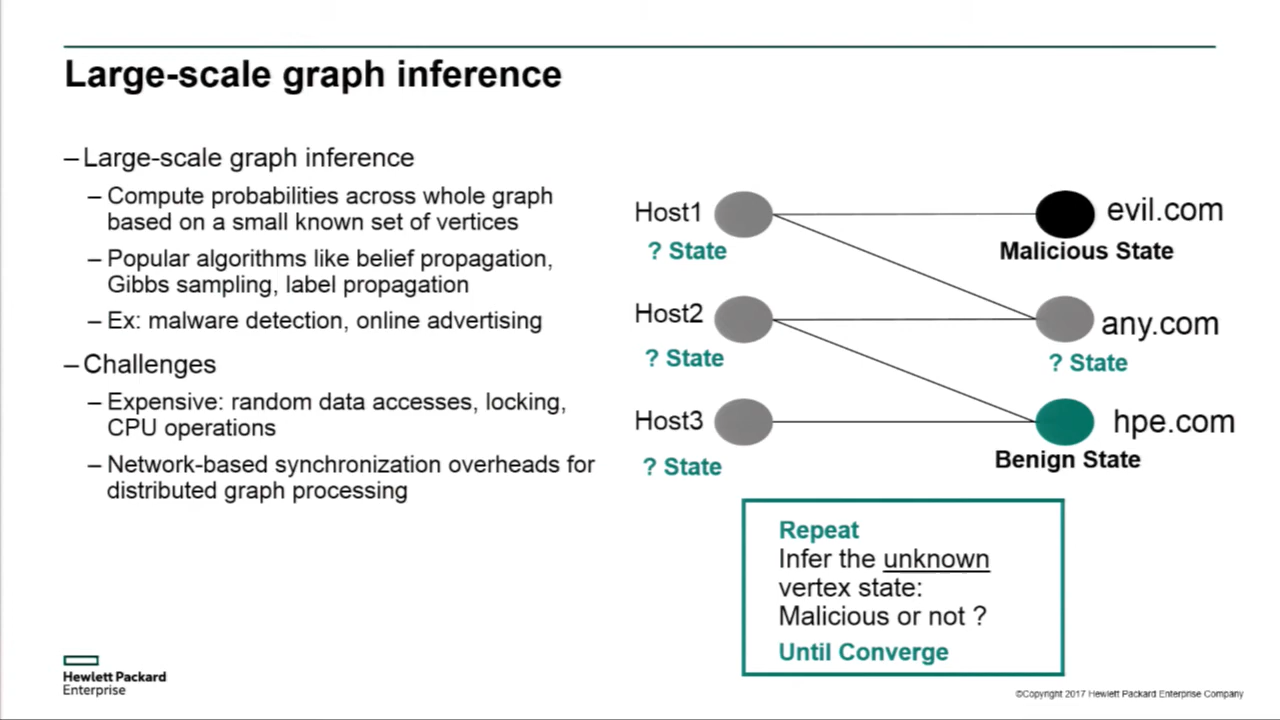 Large-scale graph inference
– Large-scale graph inference
– Compute probabilities across whole graph
based on a small known set of vertices
– Popular algorithms like belief propagation,
Gibbs sampling, label propagation
– Ex: malware detection, online advertising
– Challenges
– Expensive: random data accesses, locking,
CPU operations
– Network-based synchronization overheads for
distributed graph processing
Host1
? State
evil.com
Malicious State
Host2
? State
any.com
? State
Host3
? State
hpe.com
Benign State
Repeat
Infer the unknown
vertex state:
Malicious or not ?
Until Converge
Hewlett Packard
Enterprise
©Copyright 2017 Hewlett Packard Enterprise Company